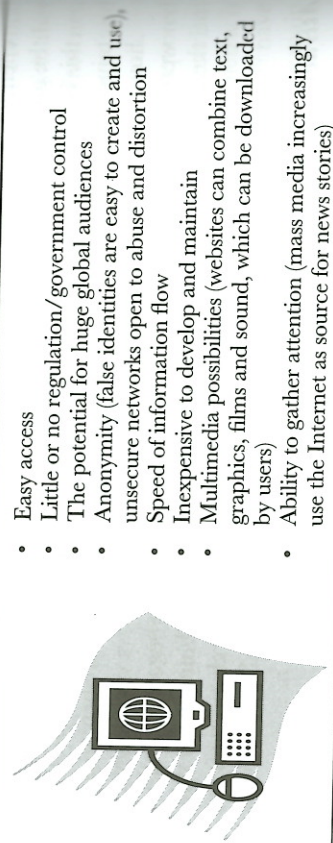 • Easy access
• Little or no regulation/government control
• The potential for huge global audiences
• Anonymity (false identities are easy to create and use),
unsecure networks open to abuse and distortion
• Speed of information flow
• Inexpensive to develop and maintain
• Multimedia possibilities (websites can combine text,
graphics, films and sound, which can be downloaded
by users)
• Ability to gather attention (mass media increasingly
use the Internet as source for news stories)